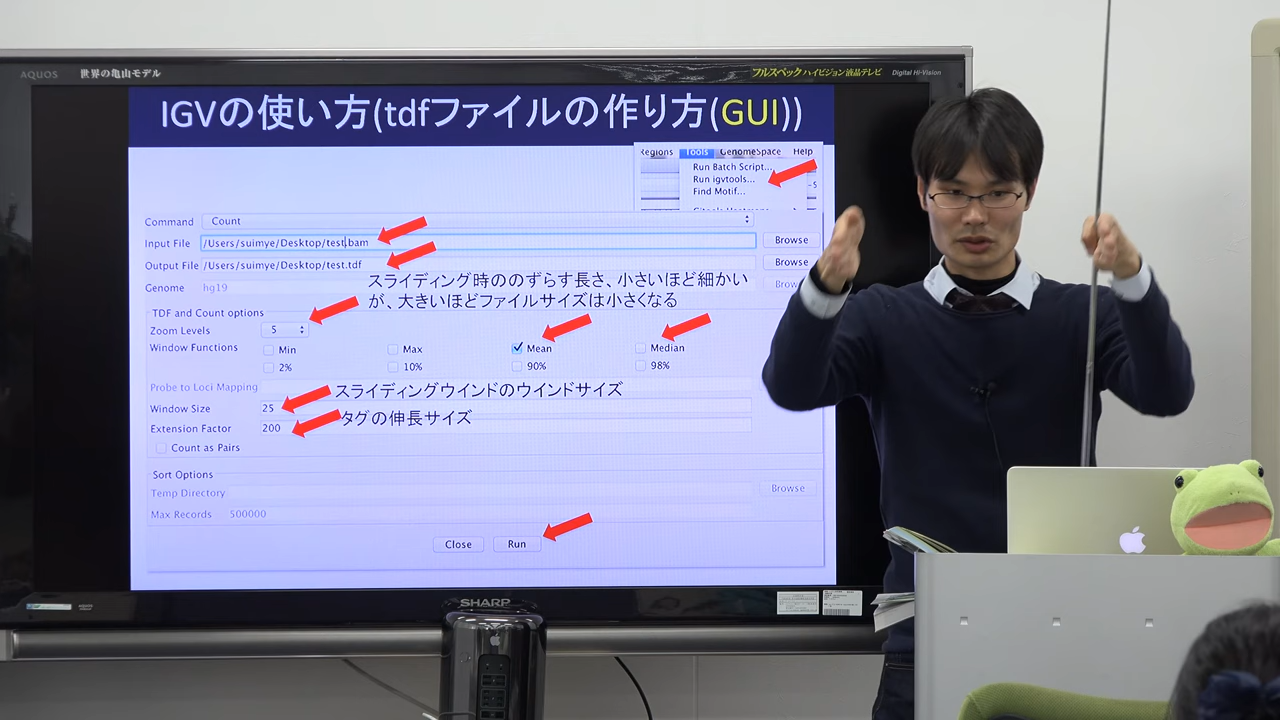 AQUOS 世界の亀山モデル フルスペックハイビジョン液晶テレビ Digital Hi-Vision
IGVの使い方(tdfファイルの作り方(GUI))
Regions Tools GenomeSpace Help
Run Batch Script...
Run igvtools...
Find Motif...
Command Count
Input File /Users/suimye/Desktop/test.bam Browse
Output File /Users/suimye/Desktop/test.tdf Browse
スライディング時ののずらす長さ、小さいほど細かい
Genome hg19
が、大きいほどファイルサイズは小さくなる
TDF and Count options
Zoom Levels 5
Window Functions Min Max Mean Median
2% 10% 90% 98%
Probe to Loci Mapping
スライディングウインドのウインドサイズ
Window Size 25
タグの伸長サイズ
Extension Factor 200
Count as Pairs
Sort Options
Temp Directory Browse
Max Records 500000
Close Run
SHARP